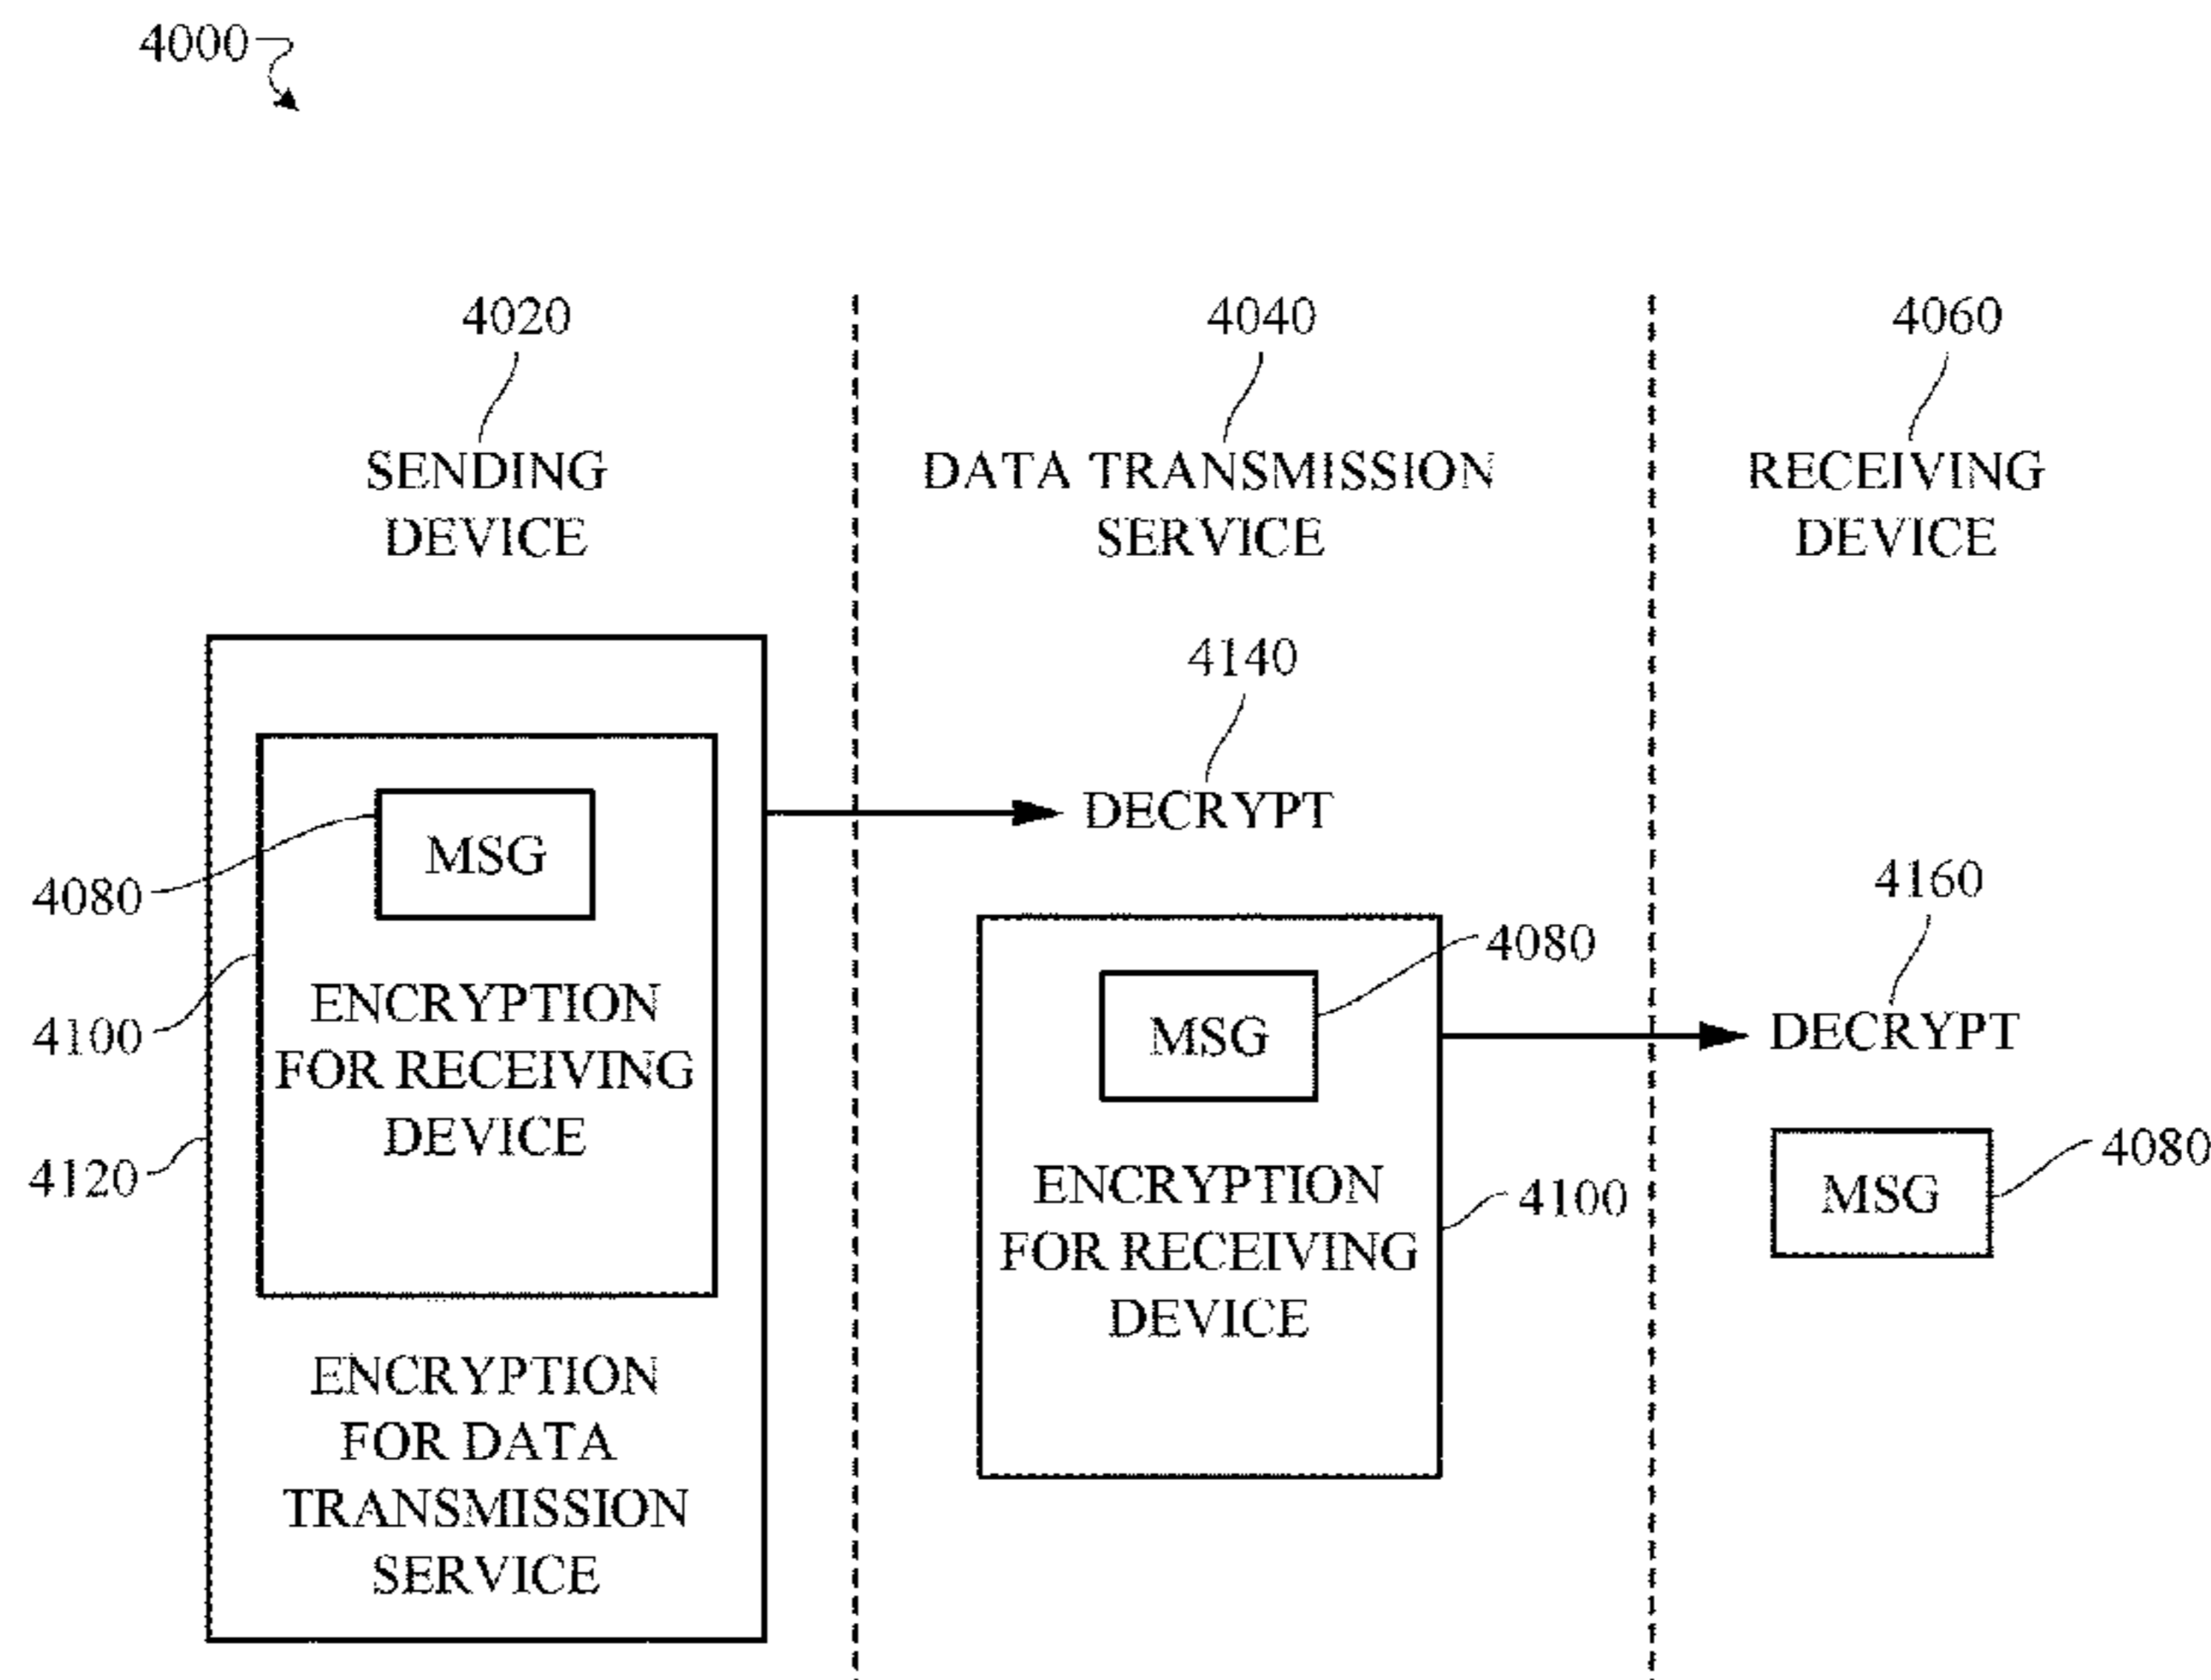 4000
4020
SENDING
DEVICE
4040
DATA TRANSMISSION
SERVICE
4060
RECEIVING
DEVICE
4080
MSG
4100
ENCRYPTION
FOR RECEIVING
DEVICE
4120
ENCRYPTION
FOR DATA
TRANSMISSION
SERVICE
4140
DECRYPT
4080
MSG
ENCRYPTION
FOR RECEIVING
DEVICE
4100
4160
DECRYPT
MSG
4080